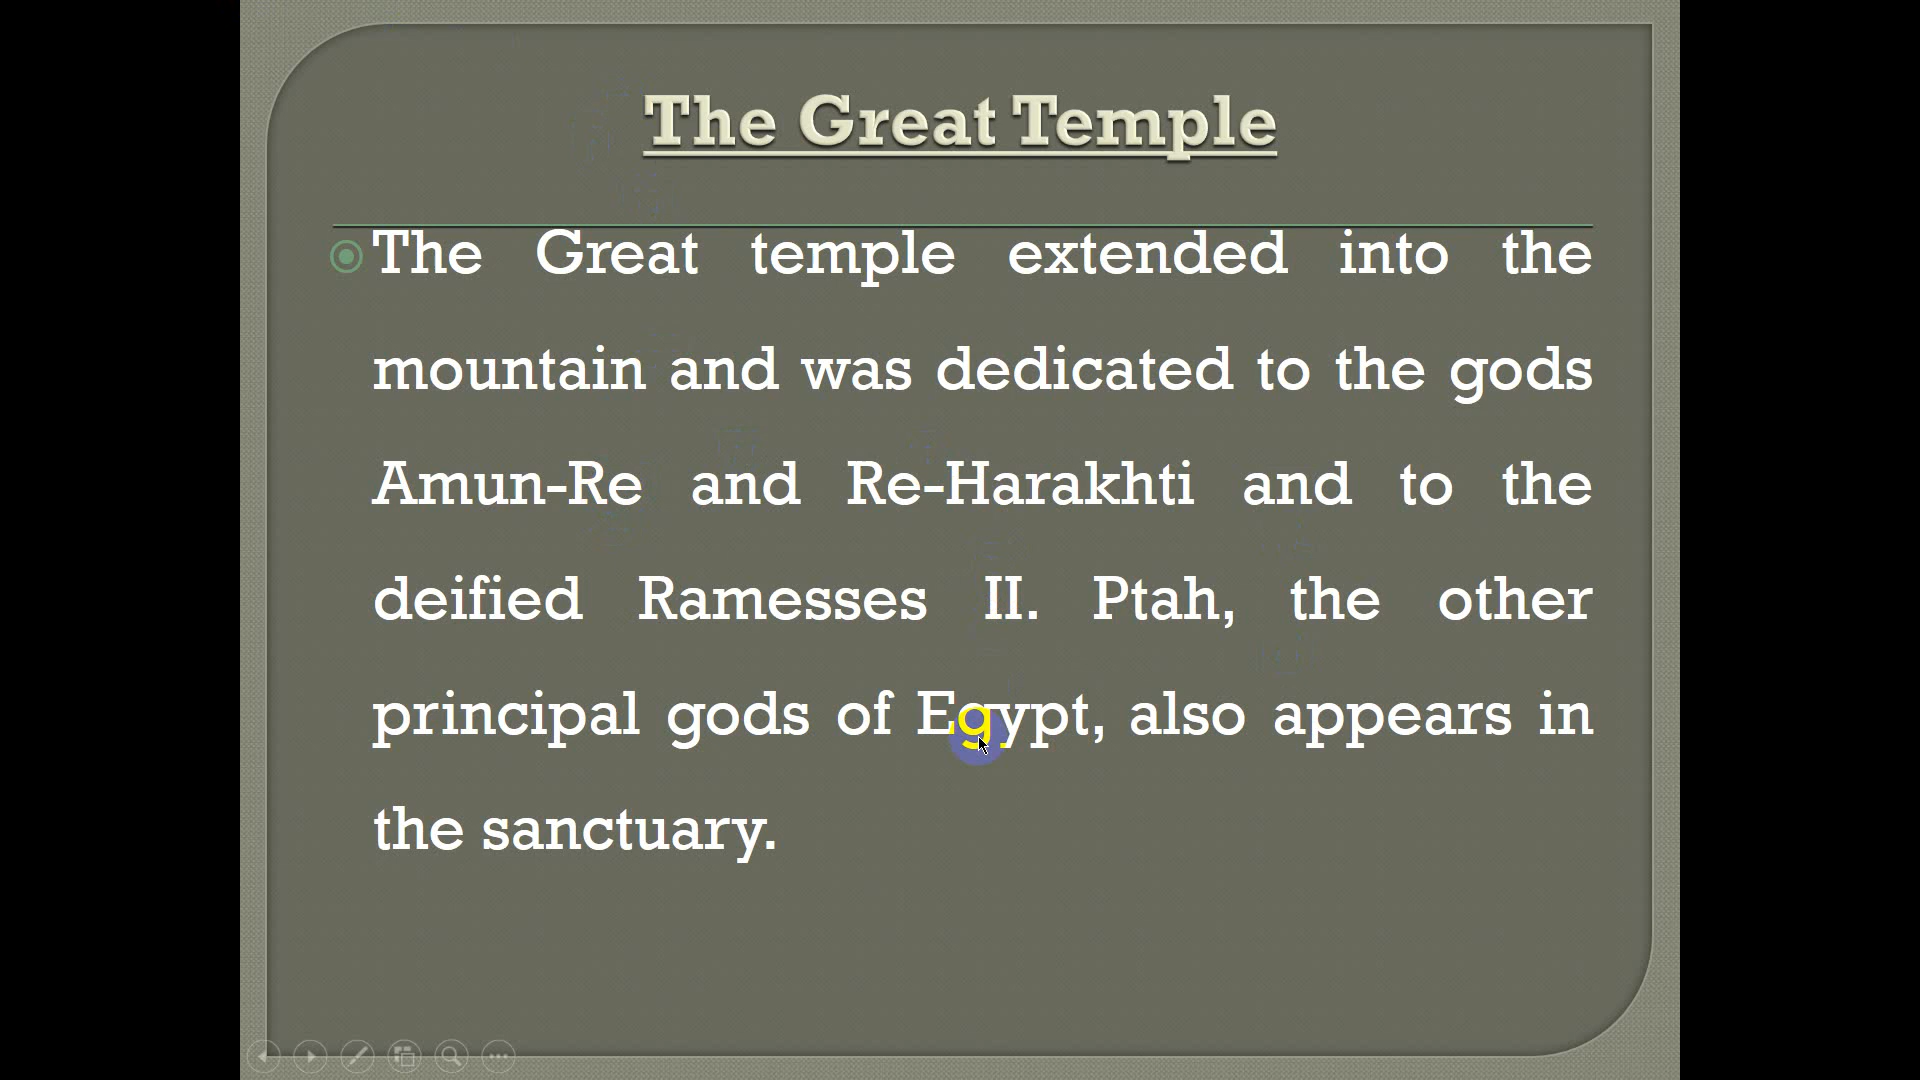 The Great Temple
The Great temple extended into the
mountain and was dedicated to the gods
Amun-Re and Re-Harakhti and to the
deified Ramesses II. Ptah, the other
principal gods of Egypt, also appears in
the sanctuary.